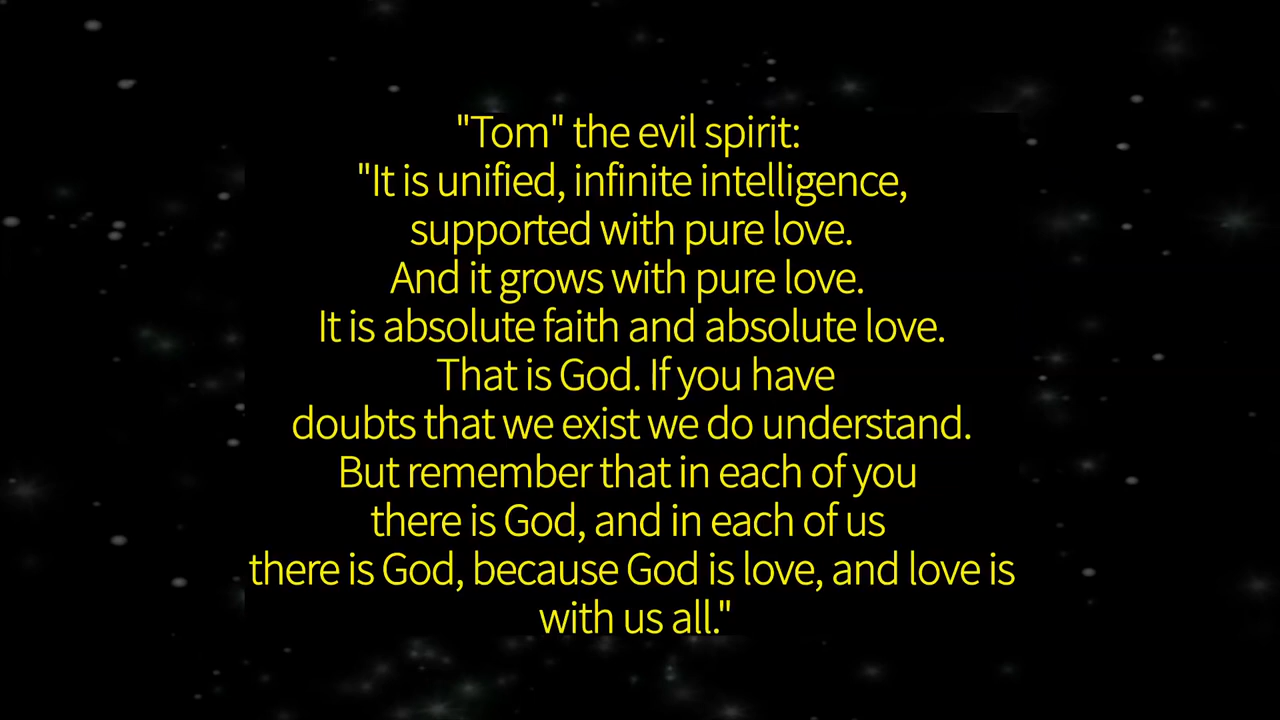 "Tom" the evil spirit:
"It is unified, infinite intelligence,
supported with pure love.
And it grows with pure love.
It is absolute faith and absolute love.
That is God. If you have
doubts that we exist we do understand.
But remember that in each of you
there is God, and in each of us
there is God, because God is love, and love is
with us all."